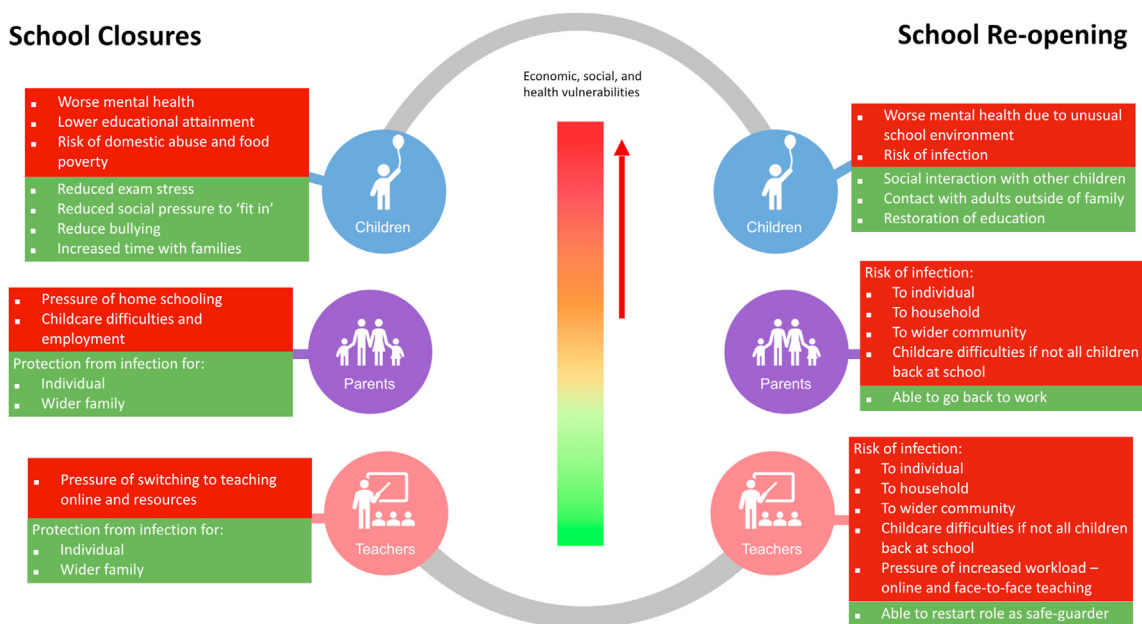 School Closures
Worse mental health
Lower educational attainment
Risk of domestic abuse and food
poverty
Reduced exam stress
Reduced social pressure to ‘fit in’
Reduce bullying
Increased time with families
Children
Pressure of home schooling
Childcare difficulties and
employment
Protection from infection for:
Individual
Wider family
Parents
Pressure of switching to teaching
online and resources
Protection from infection for:
Individual
Wider family
Teachers
Economic, social, and
health vulnerabilities
School Re-opening
Worse mental health due to unusual
school environment
Risk of infection
Social interaction with other children
Contact with adults outside of family
Restoration of education
Children
Risk of infection:
To individual
To household
To wider community
Childcare difficulties if not all children
back at school
Able to go back to work
Parents
Risk of infection:
To individual
To household
To wider community
Childcare difficulties if not all children
back at school
Pressure of increased workload –
online and face-to-face teaching
Able to restart role as safe-guarder
Teachers